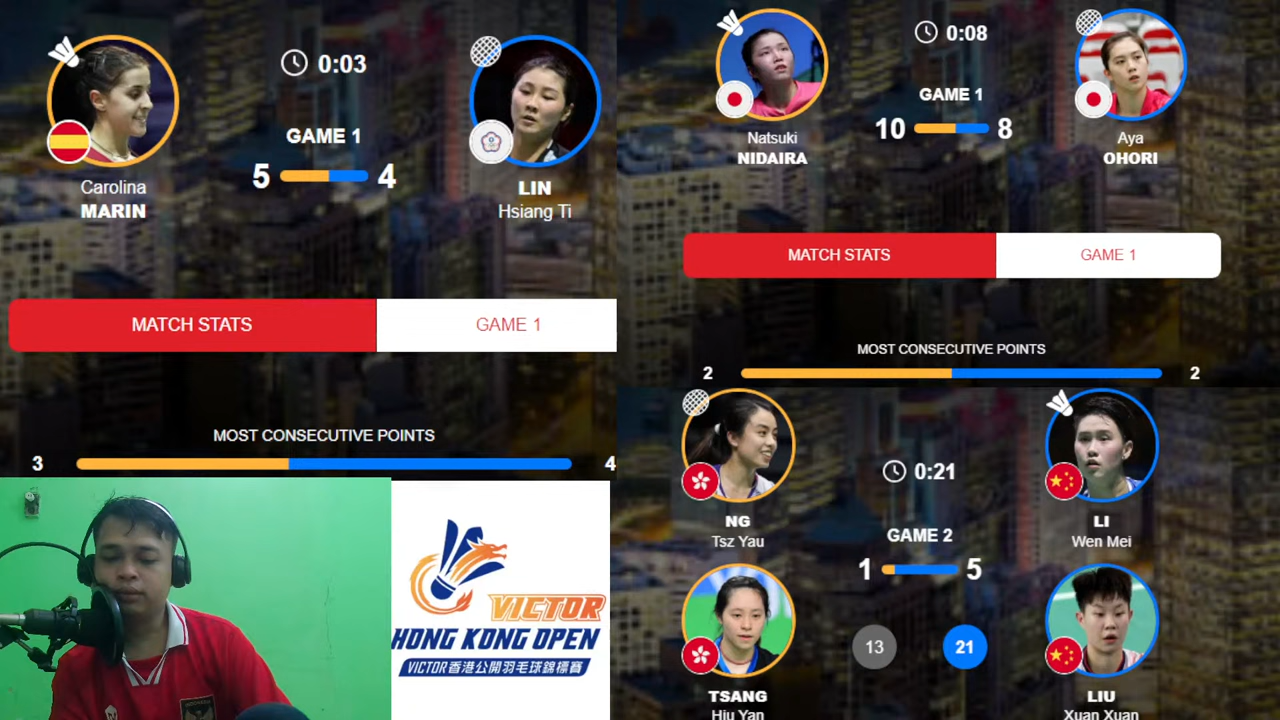 0:03
GAME 1
5
4
Carolina
MARIN
LIN
Hsiang Ti
MATCH STATS
GAME 1
MOST CONSECUTIVE POINTS
3
4
0:08
GAME 1
10
8
Natsuki
NIDAIRA
Aya
OHORI
MATCH STATS
GAME 1
MOST CONSECUTIVE POINTS
2
2
0:21
NG
Tsz Yau
LI
Wen Mei
GAME 2
1
5
13
21
TSANG
Hiu Yan
LIU
Xuan Xuan
VICTOR
HONG KONG OPEN
VICTOR香港公開羽毛球錦標賽